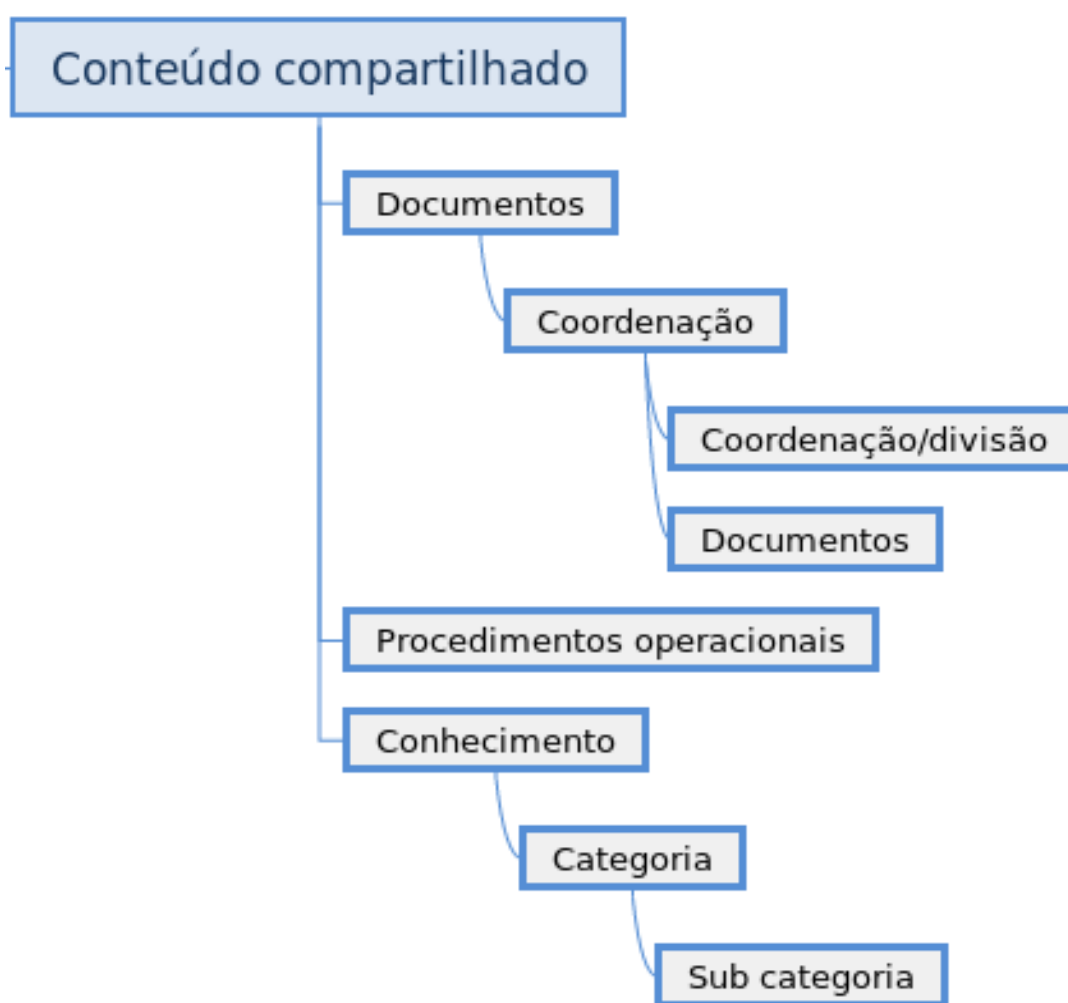 Conteúdo compartilhado
Documentos
Coordenação
Coordenação/divisão
Documentos
Procedimentos operacionais
Conhecimento
Categoria
Sub categoria